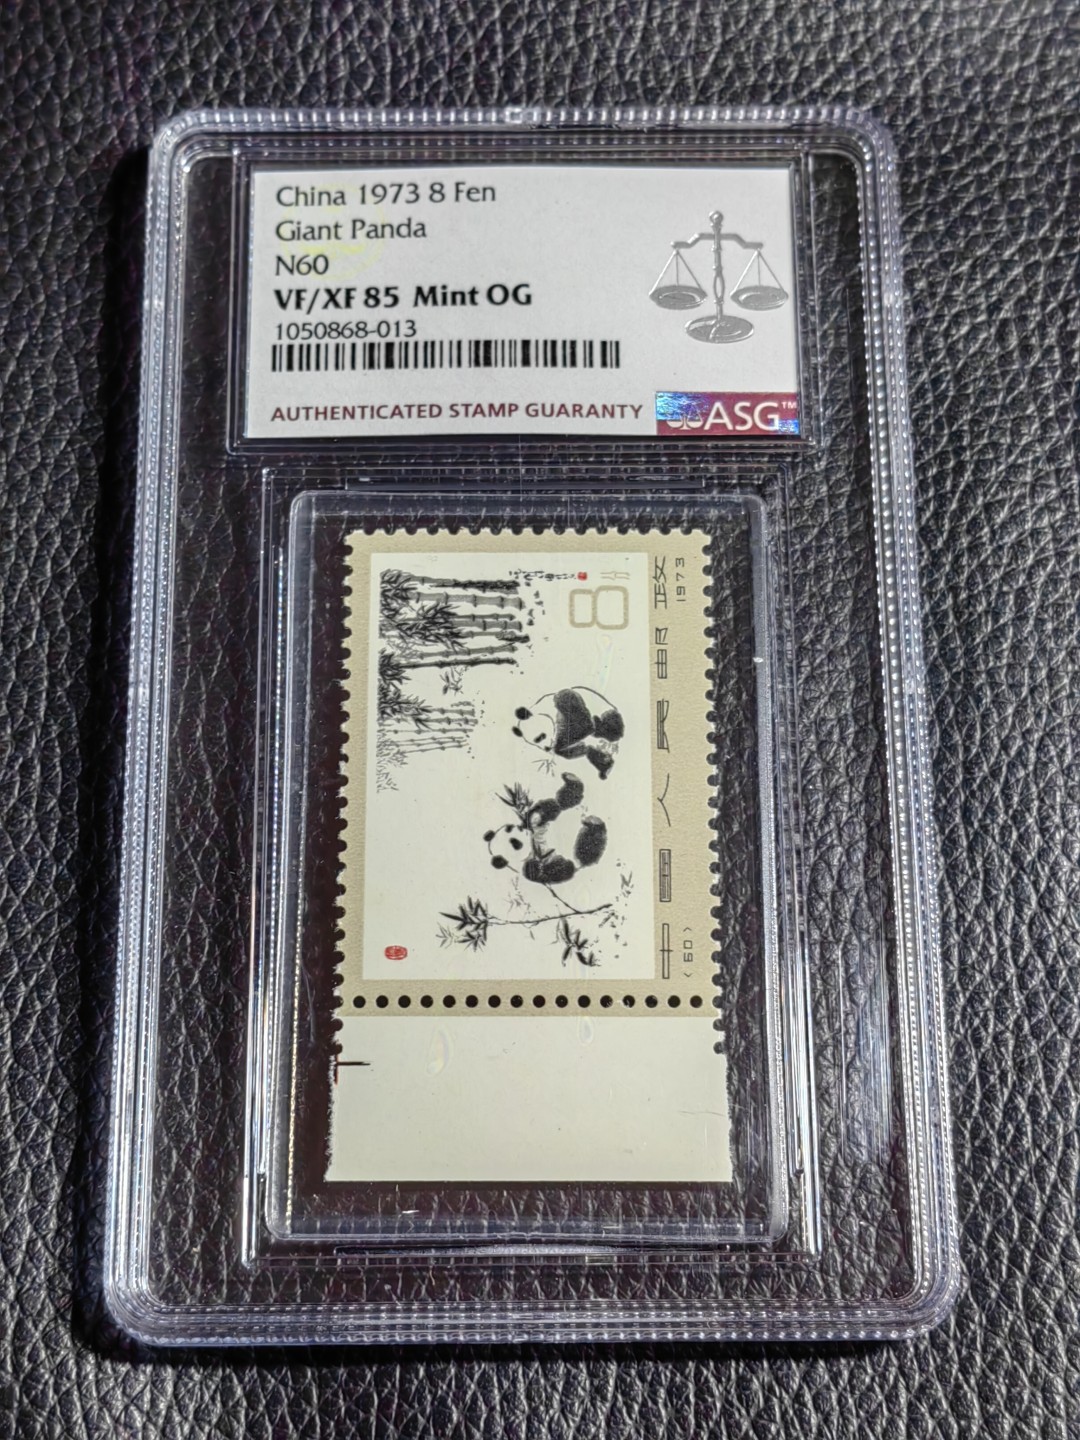 China 1973 8 Fen
Giant Panda
N60
VF/XF 85 Mint OG
1050868-013
AUTHENTICATED STAMP GUARANTY
ASG™
8分
中国人民邮政
1973
(60)